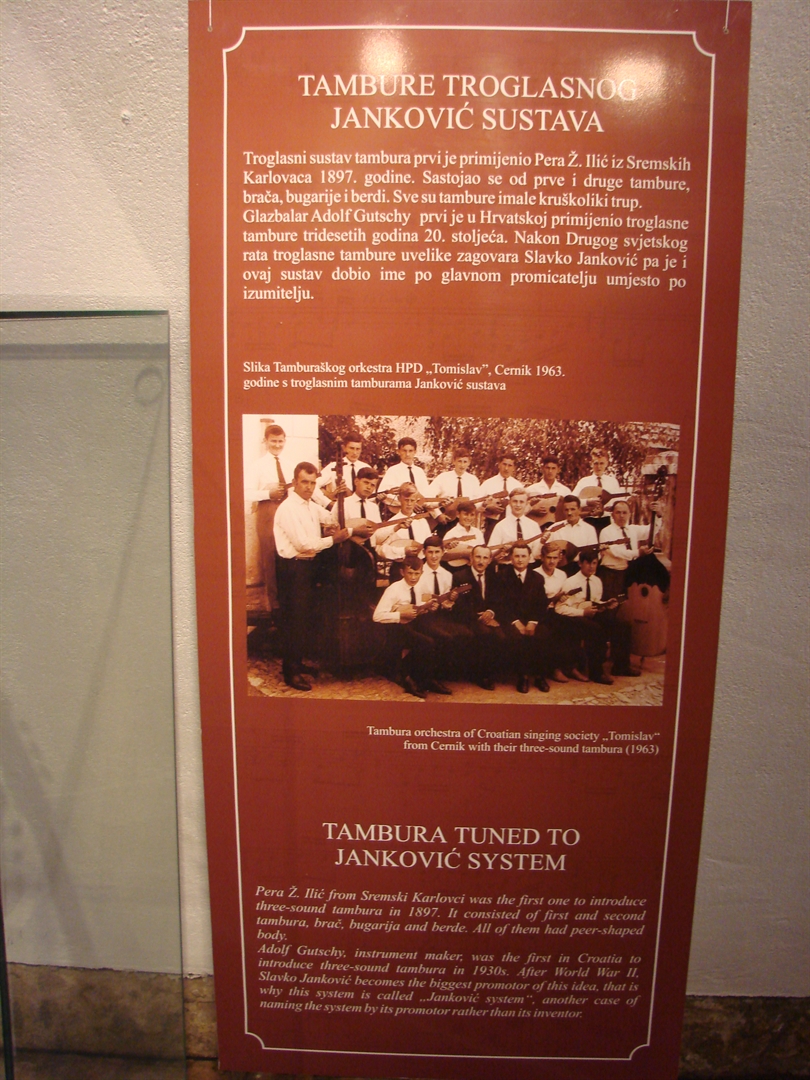 TAMBURE TROGLASNOG
JANKOVIĆ SUSTAVA
Troglasni sustav tambura prvi je primijenio Pera Ž. Ilić iz Sremskih
Karlovaca 1897. godine. Sastojao se od prve i druge tambure,
brača, bugarije i berdi. Sve su tambure imale kruškoliki trup.
Glazbalar Adolf Gutschy prvi je u Hrvatskoj primijenio troglasne
tambure tridesetih godina 20. stoljeća. Nakon Drugog svjetskog
rata troglasne tambure uvelike zagovara Slavko Janković pa je i
ovaj sustav dobio ime po glavnom promicatelju umjesto po
izumitelju.
Slika Tamburaškog orkestra HPD „Tomislav”, Cernik 1963.
godine s troglasnim tamburama Janković sustava
Tambura orchestra of Croatian singing society „Tomislav“
from Cernik with their three-sound tambura (1963)
TAMBURA TUNED TO
JANKOVIĆ SYSTEM
Pera Ž. Ilić from Sremski Karlovci was the first one to introduce
three-sound tambura in 1897. It consisted of first and second
tambura, brač, bugarija and berde. All of them had peer-shaped
body.
Adolf Gutschy, instrument maker, was the first in Croatia to
introduce three-sound tambura in 1930s. After World War II,
Slavko Janković becomes the biggest promotor of this idea, that is
why this system is called „Janković system“, another case of
naming the system by its promotor rather than its inventor.